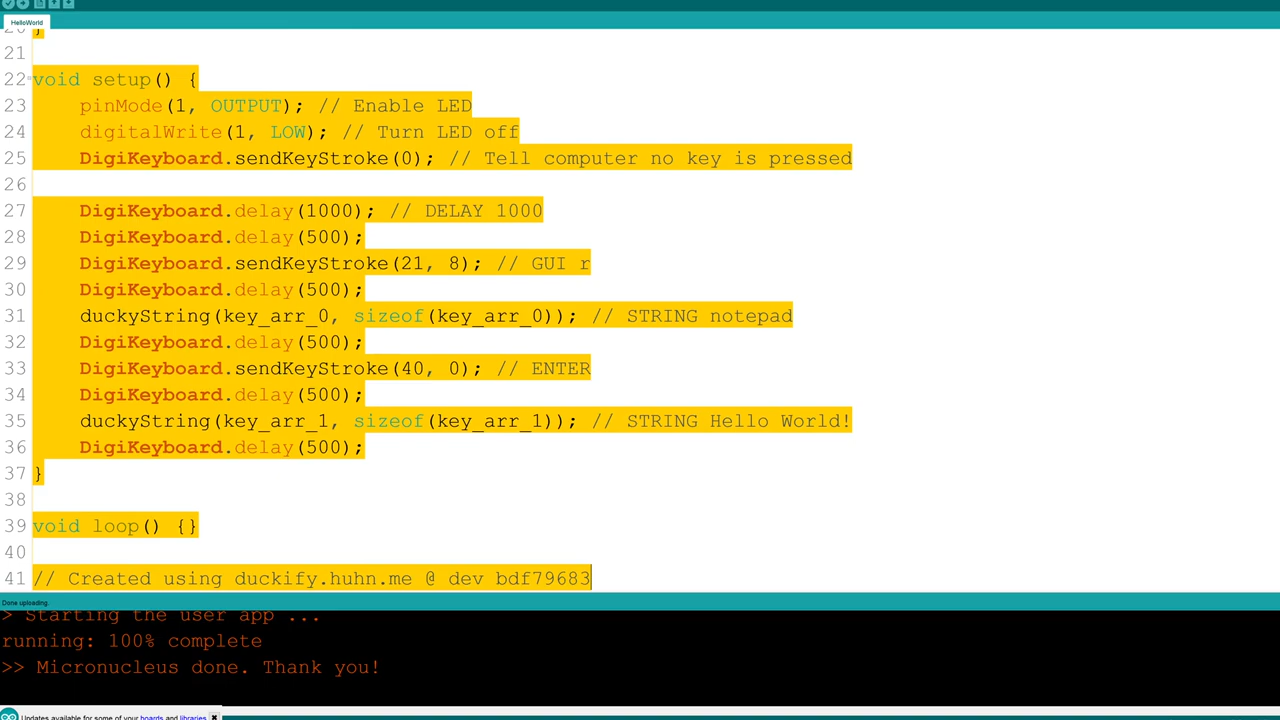 HelloWorld
20 }
21
22 void setup() {
23 pinMode(1, OUTPUT); // Enable LED
24 digitalWrite(1, LOW); // Turn LED off
25 DigiKeyboard.sendKeyStroke(0); // Tell computer no key is pressed
26
27 DigiKeyboard.delay(1000); // DELAY 1000
28 DigiKeyboard.delay(500);
29 DigiKeyboard.sendKeyStroke(21, 8); // GUI r
30 DigiKeyboard.delay(500);
31 duckyString(key_arr_0, sizeof(key_arr_0)); // STRING notepad
32 DigiKeyboard.delay(500);
33 DigiKeyboard.sendKeyStroke(40, 0); // ENTER
34 DigiKeyboard.delay(500);
35 duckyString(key_arr_1, sizeof(key_arr_1)); // STRING Hello World!
36 DigiKeyboard.delay(500);
37 }
38
39 void loop() {}
40
41 // Created using duckify.huhn.me @ dev bdf79683
Done uploading.
> Starting the user app ...
running: 100% complete
>> Micronucleus done. Thank you!
Updates available for some of your boards and libraries